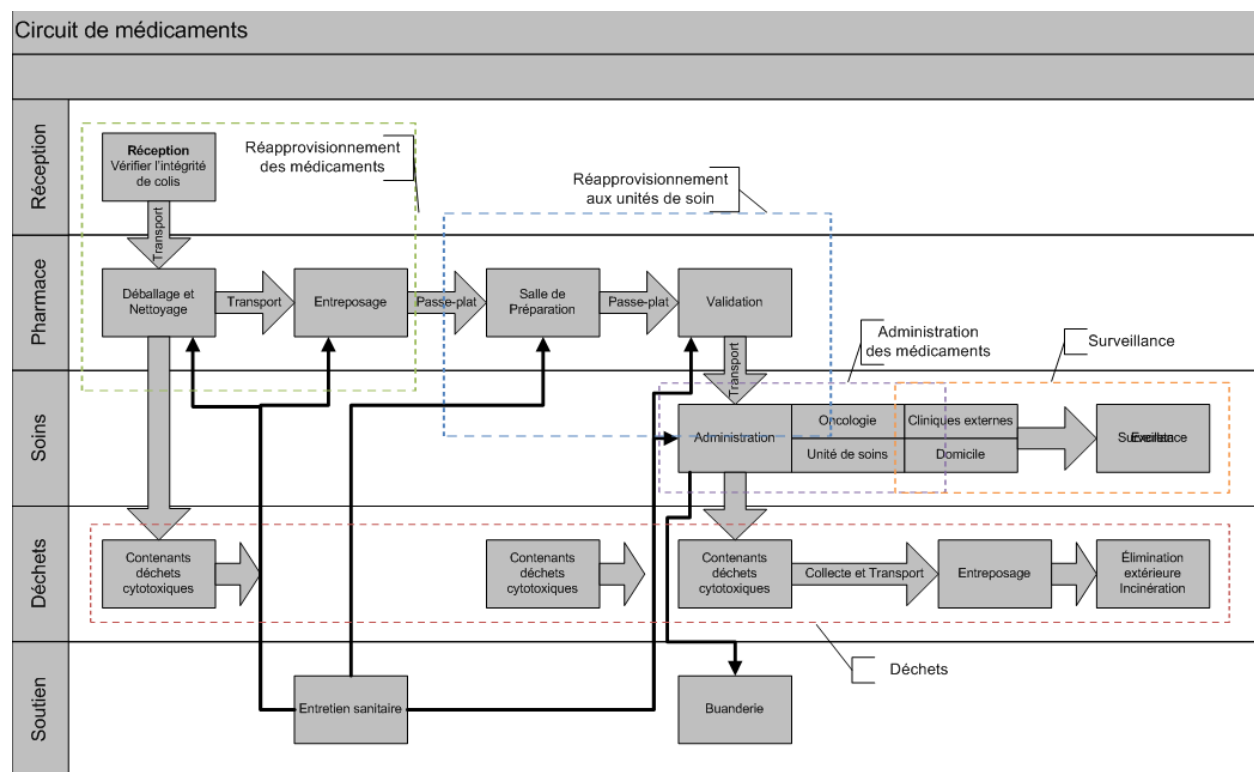 Circuit de médicaments
Réception
Réception
Vérifier l'intégrité
de colis
Transport
Réapprovisionnement
des médicaments
Réapprovisionnement
aux unités de soin
Pharmace
Déballage et
Nettoyage
Transport
Entreposage
Passe-plat
Salle de
Préparation
Passe-plat
Validation
Transport
Administration
des médicaments
Surveillance
Soins
Administration
Oncologie
Cliniques externes
Unité de soins
Domicile
Déchets
Contenants
déchets
cytotoxiques
Contenants
déchets
cytotoxiques
Contenants
déchets
cytotoxiques
Collecte et Transport
Entreposage
Élimination
extérieure
Incinération
Déchets
Soutien
Entretien sanitaire
Buanderie